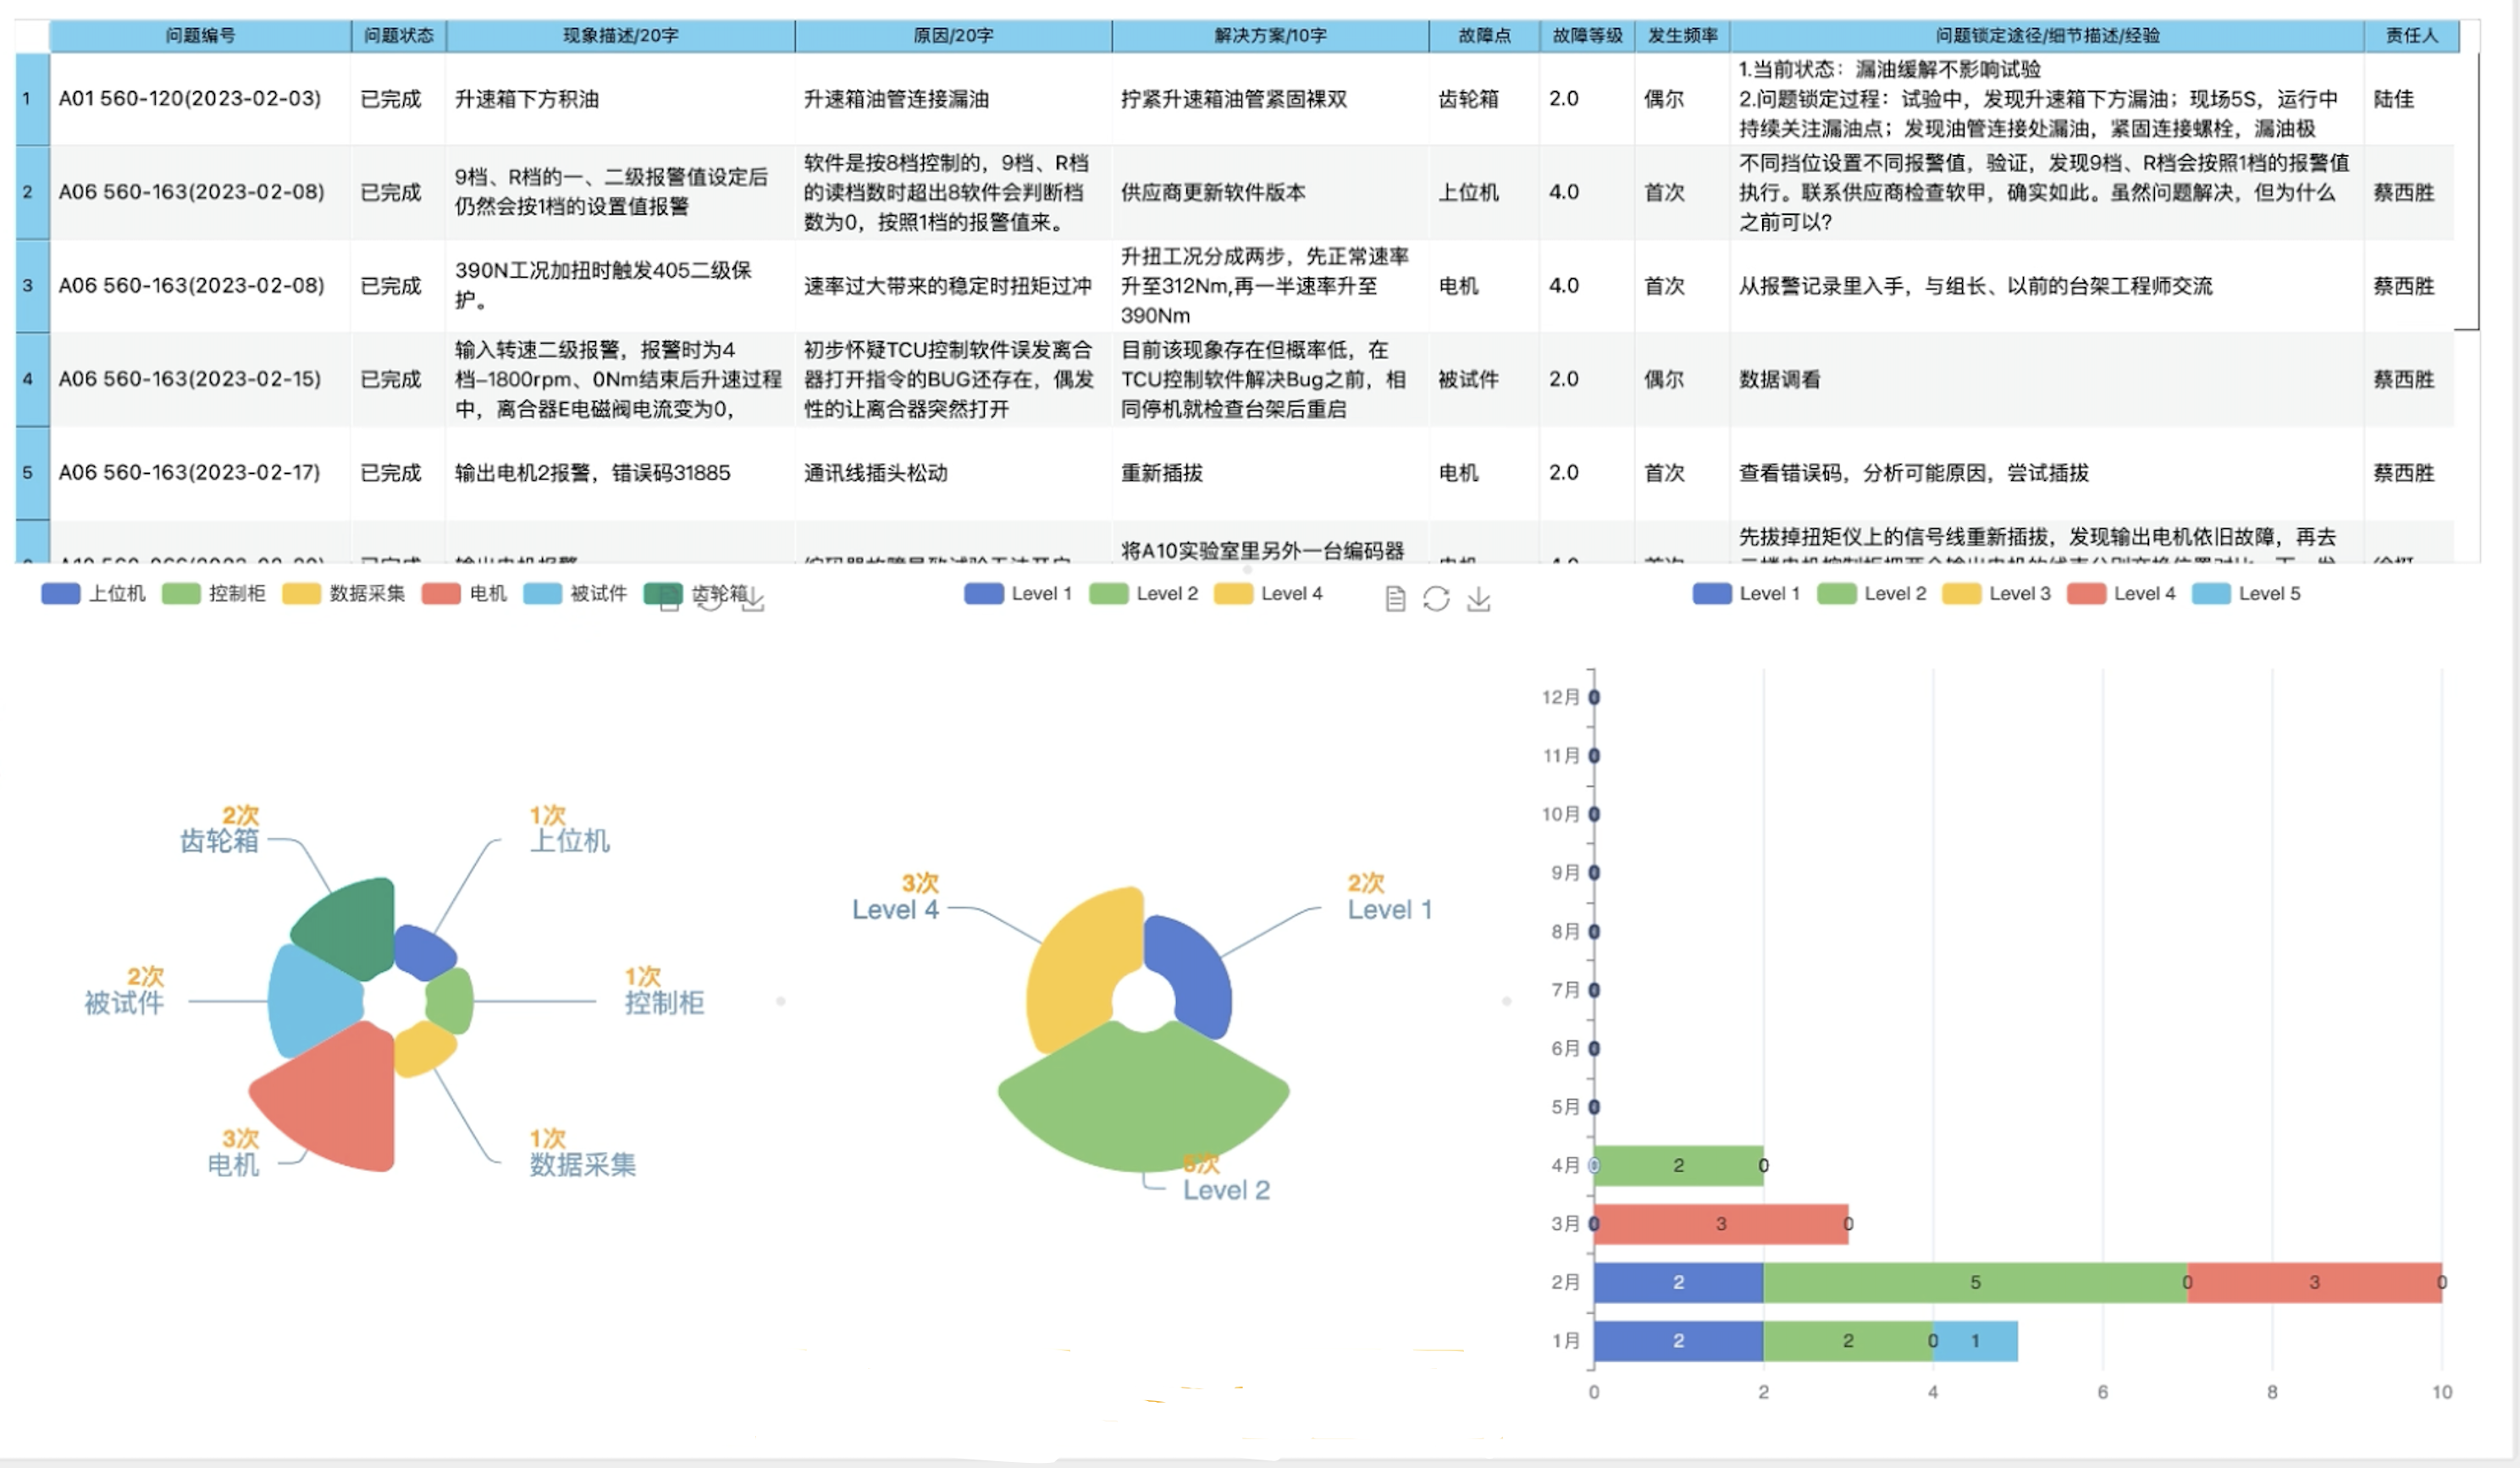 问题编号 问题状态 现象描述/20字 原因/20字 解决方案/10字 故障点 故障等级 发生频率 问题锁定途径/细节描述/经验 责任人
1 A01 560-120(2023-02-03) 已完成 升速箱下方积油 升速箱油管连接漏油 拧紧升速箱油管紧固裸双 齿轮箱 2.0 偶尔
1.当前状态：漏油缓解不影响试验
2.问题锁定过程：试验中，发现升速箱下方漏油；现场5S，运行中
持续关注漏油点；发现油管连接处漏油，紧固连接螺栓，漏油极
陆佳
2 A06 560-163(2023-02-08) 已完成
9档、R档的一、二级报警值设定后
仍然会按1档的设置值报警
软件是按8档控制的，9档、R档
的读档数时超出8软件会判断档
数为0，按照1档的报警值来。
供应商更新软件版本 上位机 4.0 首次
不同挡位设置不同报警值，验证，发现9档、R档会按照1档的报警值
执行。联系供应商检查软甲，确实如此。虽然问题解决，但为什么
之前可以?
蔡西胜
3 A06 560-163(2023-02-08) 已完成
390N工况加扭时触发405二级保
护。
速率过大带来的稳定时扭矩过冲
升扭工况分成两步，先正常速率
升至312Nm,再一半速率升至
390Nm
电机 4.0 首次 从报警记录里入手，与组长、以前的台架工程师交流 蔡西胜
4 A06 560-163(2023-02-15) 已完成
输入转速二级报警，报警时为4
档–1800rpm、0Nm结束后升速过程
中，离合器E电磁阀电流变为0，
初步怀疑TCU控制软件误发离合
器打开指令的BUG还存在，偶发
性的让离合器突然打开
目前该现象存在但概率低，在
TCU控制软件解决Bug之前，相
同停机就检查台架后重启
被试件 2.0 偶尔 数据调看 蔡西胜
5 A06 560-163(2023-02-17) 已完成 输出电机2报警，错误码31885 通讯线插头松动 重新插拔 电机 2.0 首次 查看错误码，分析可能原因，尝试插拔 蔡西胜
将A10实验室里另外一台编码器
先拔掉扭矩仪上的信号线重新插拔，发现输出电机依旧故障，再去
上位机 控制柜 数据采集 电机 被试件 齿轮箱
Level 1 Level 2 Level 4
Level 1 Level 2 Level 3 Level 4 Level 5
2次
齿轮箱
1次
上位机
2次
被试件
1次
控制柜
3次
电机
1次
数据采集
3次
Level 4
2次
Level 1
Level 2
12月 0
11月 0
10月 0
9月 0
8月 0
7月 0
6月 0
5月 0
4月 0 2 0
3月 0 3 0
2月 2 5 0 3 0
1月 2 2 0 1
0 2 4 6 8 10